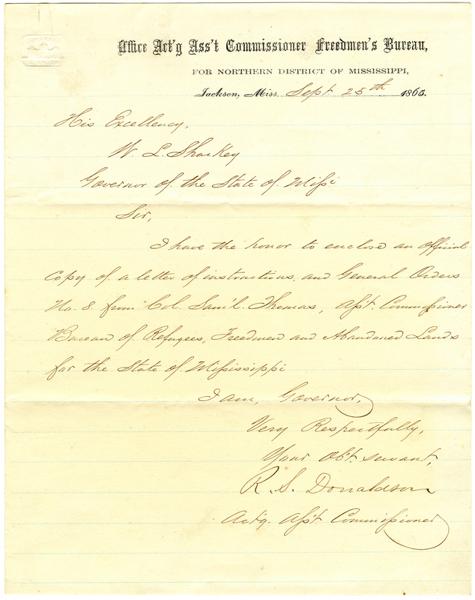 Office Act'g Ass't Commissioner Freedmen's Bureau,
FOR NORTHERN DISTRICT OF MISSISSIPPI,
Jackson, Miss. Sept 25th 1865.
His Excellency,
W. L. Sharkey
Governor of the State of Missi
Sir,
I have the honor to enclose an official
copy of a letter of instructions, and General Orders
No. 8. from Col. Sam'l. Thomas, Asst Commissioner
Bureau of Refugees, Freedmen and Abandoned Lands
for the State of Mississippi
I am, Governor,
Very Respectfully,
Your Obt. servant,
R. S. Donaldson
Act'g. Asst Commissioner